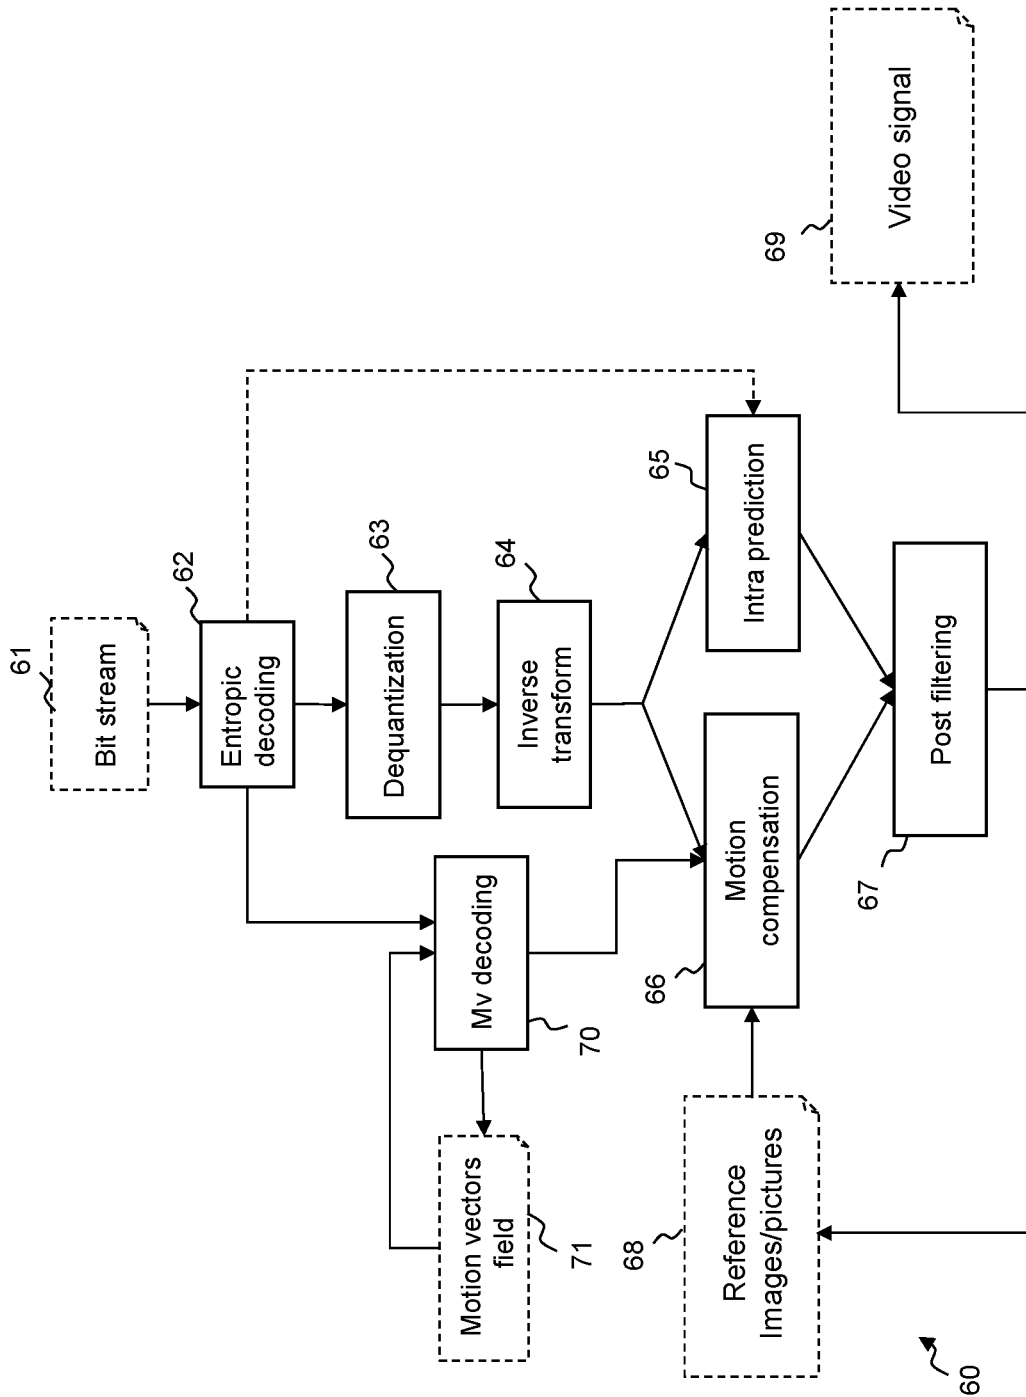 61
Bit stream
62
Entropic
decoding
63
Dequantization
64
Inverse
transform
65
Intra prediction
66
Motion
compensation
67
Post filtering
68
Reference
Images/pictures
69
Video signal
70
Mv decoding
71
Motion vectors
field
60